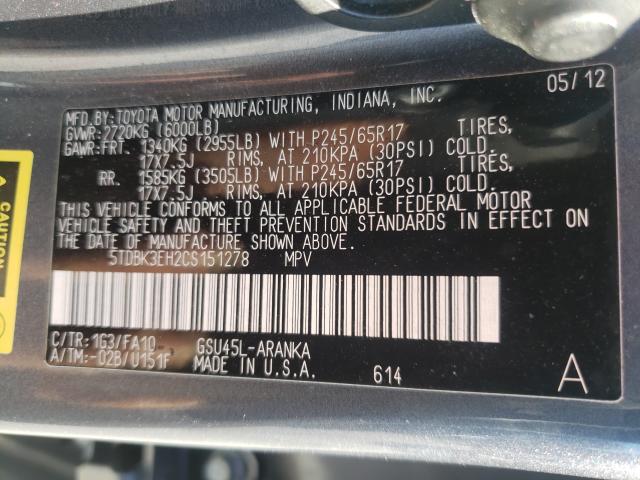 05/12
MFD.BY:TOYOTA MOTOR MANUFACTURING, INDIANA, INC.
GVWR:2720KG (6000LB)
GAWR:FRT. 1340KG (2955LB) WITH P245/65R17 TIRES,
17X7.5J RIMS, AT 210KPA (30PSI) COLD.
RR. 1585KG (3505LB) WITH P245/65R17 TIRES,
17X7.5J RIMS, AT 210KPA (30PSI) COLD.
THIS VEHICLE CONFORMS TO ALL APPLICABLE FEDERAL MOTOR
VEHICLE SAFETY AND THEFT PREVENTION STANDARDS IN EFFECT ON
THE DATE OF MANUFACTURE SHOWN ABOVE.
5TDBK3EH2CS151278 MPV
C/TR:1G3/FA10 GSU45L-ARANKA
A/TM:-02B/U151F MADE IN U.S.A. 614 A
CAUTION